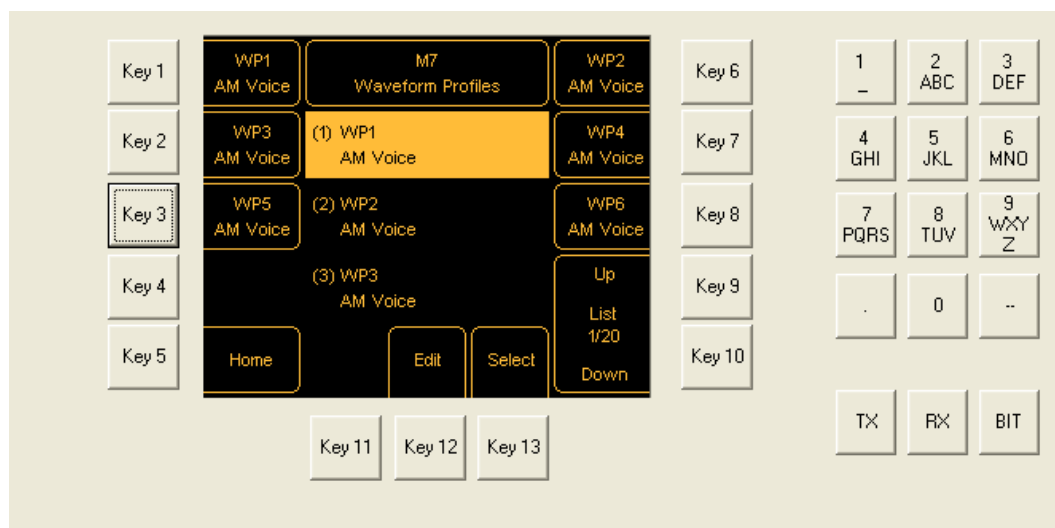 Key 1
WP1
AM Voice
M7
Waveform Profiles
WP2
AM Voice
Key 6
1
_
2
ABC
3
DEF
Key 2
WP3
AM Voice
(1) WP1
AM Voice
WP4
AM Voice
Key 7
4
GHI
5
JKL
6
MNO
Key 3
WP5
AM Voice
(2) WP2
AM Voice
WP6
AM Voice
Key 8
7
PQRS
8
TUV
9
WXY
Z
Key 4
(3) WP3
AM Voice
Up
List
1/20
Down
Key 9
.
0
--
Key 5
Home
Edit
Select
Key 10
Key 11
Key 12
Key 13
TX
RX
BIT